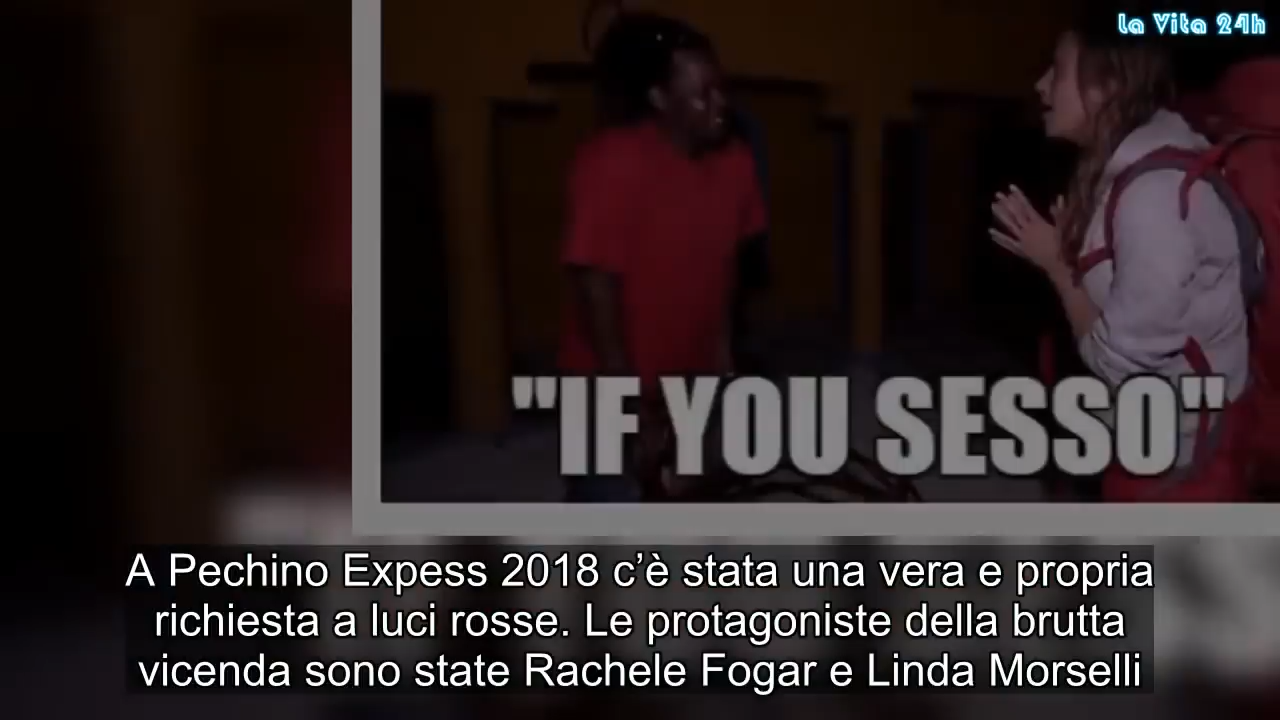 La Vita 24h
"IF YOU SESSO"
A Pechino Expess 2018 c'è stata una vera e propria
richiesta a luci rosse. Le protagoniste della brutta
vicenda sono state Rachele Fogar e Linda Morselli